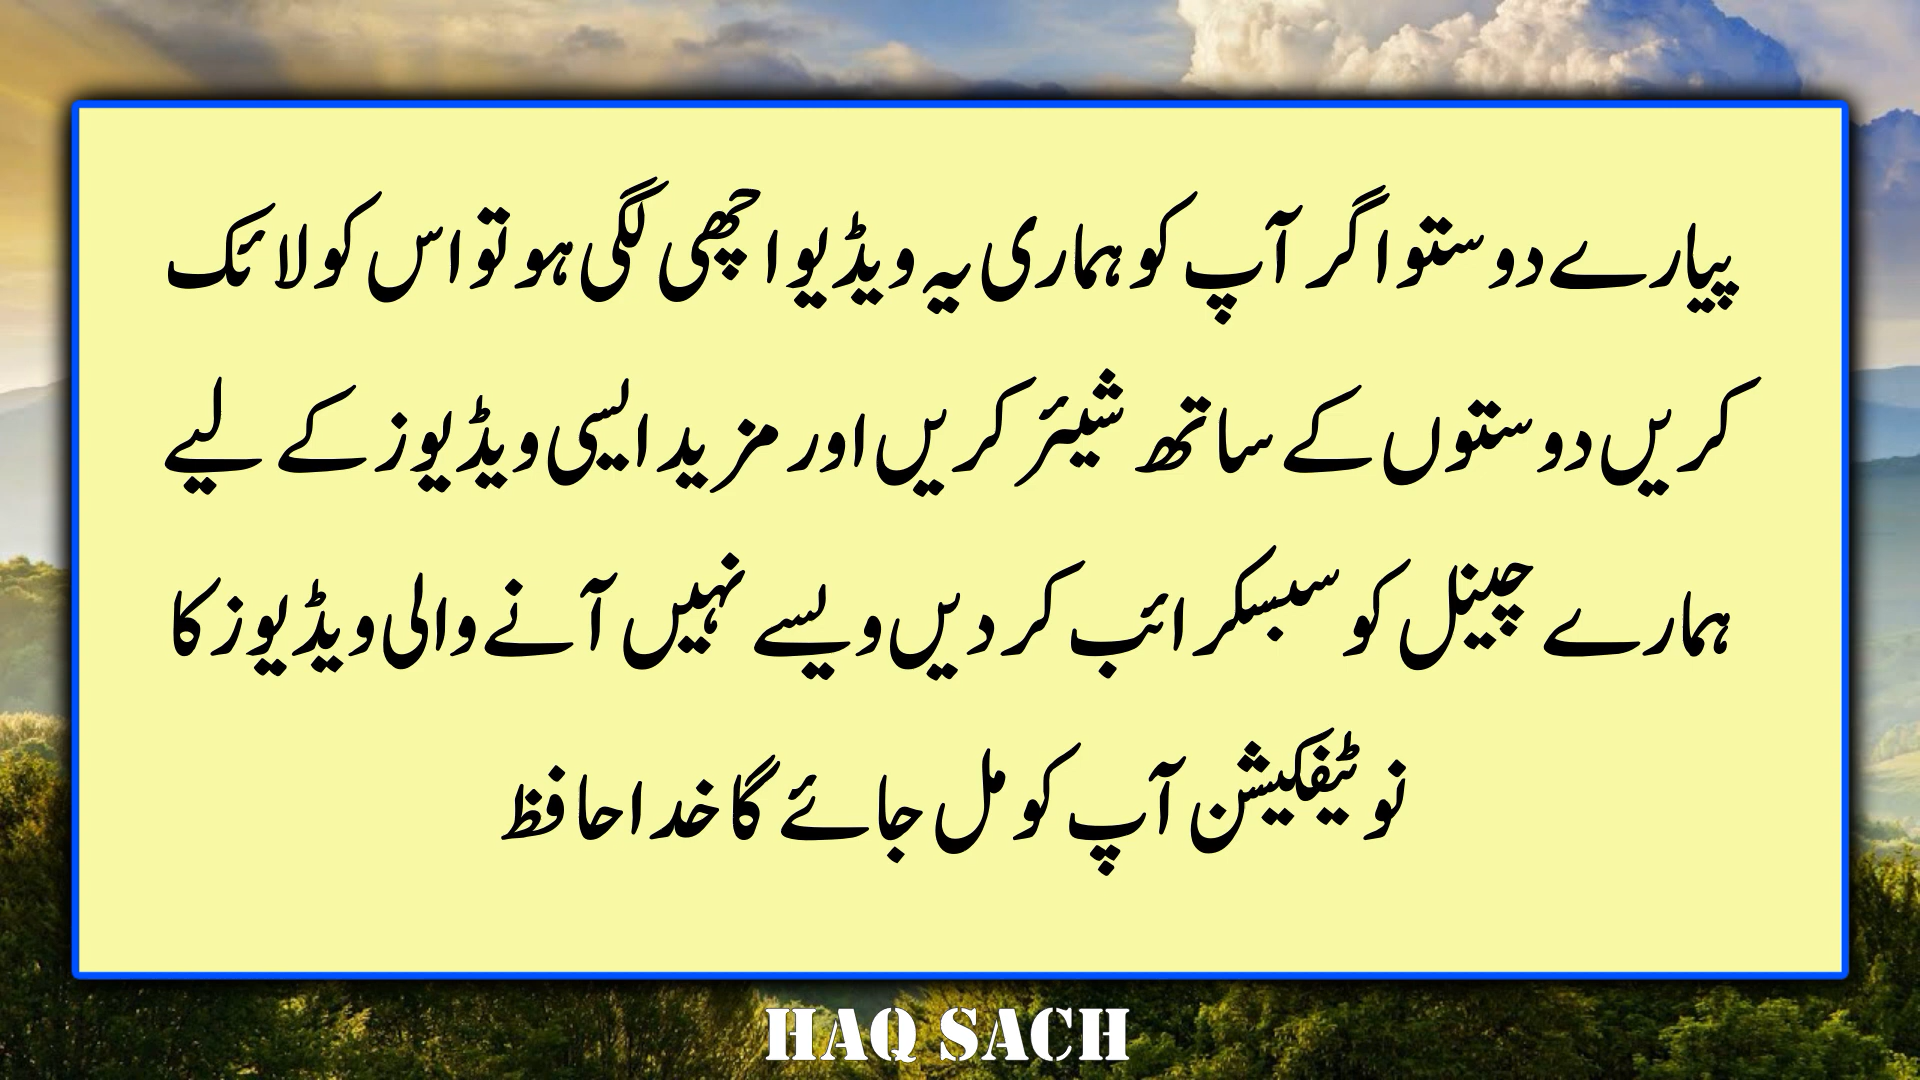 پیارے دوستو اگر آپ کو ہماری یہ ویڈیو اچھی لگی ہو تو اس کو لائک
کریں دوستوں کے ساتھ شیئر کریں اور مزید ایسی ویڈیوز کے لیے
ہمارے چینل کو سبسکرائب کر دیں ویسے نہیں آنے والی ویڈیوز کا
نوٹیفکیشن آپ کو مل جائے گا خدا حافظ
HAQ SACH